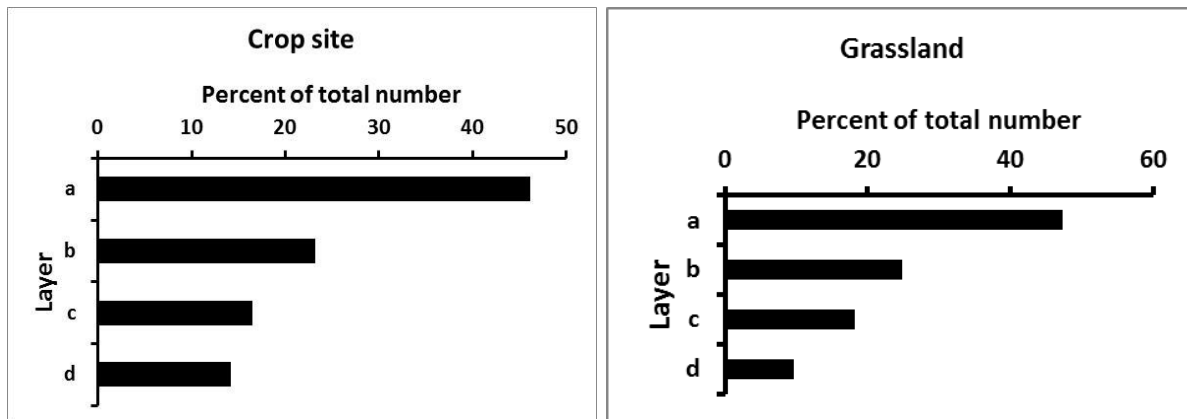 Crop site
Percent of total number
0 10 20 30 40 50
a
b
c
d
Layer
Grassland
Percent of total number
0 20 40 60
a
b
c
d
Layer